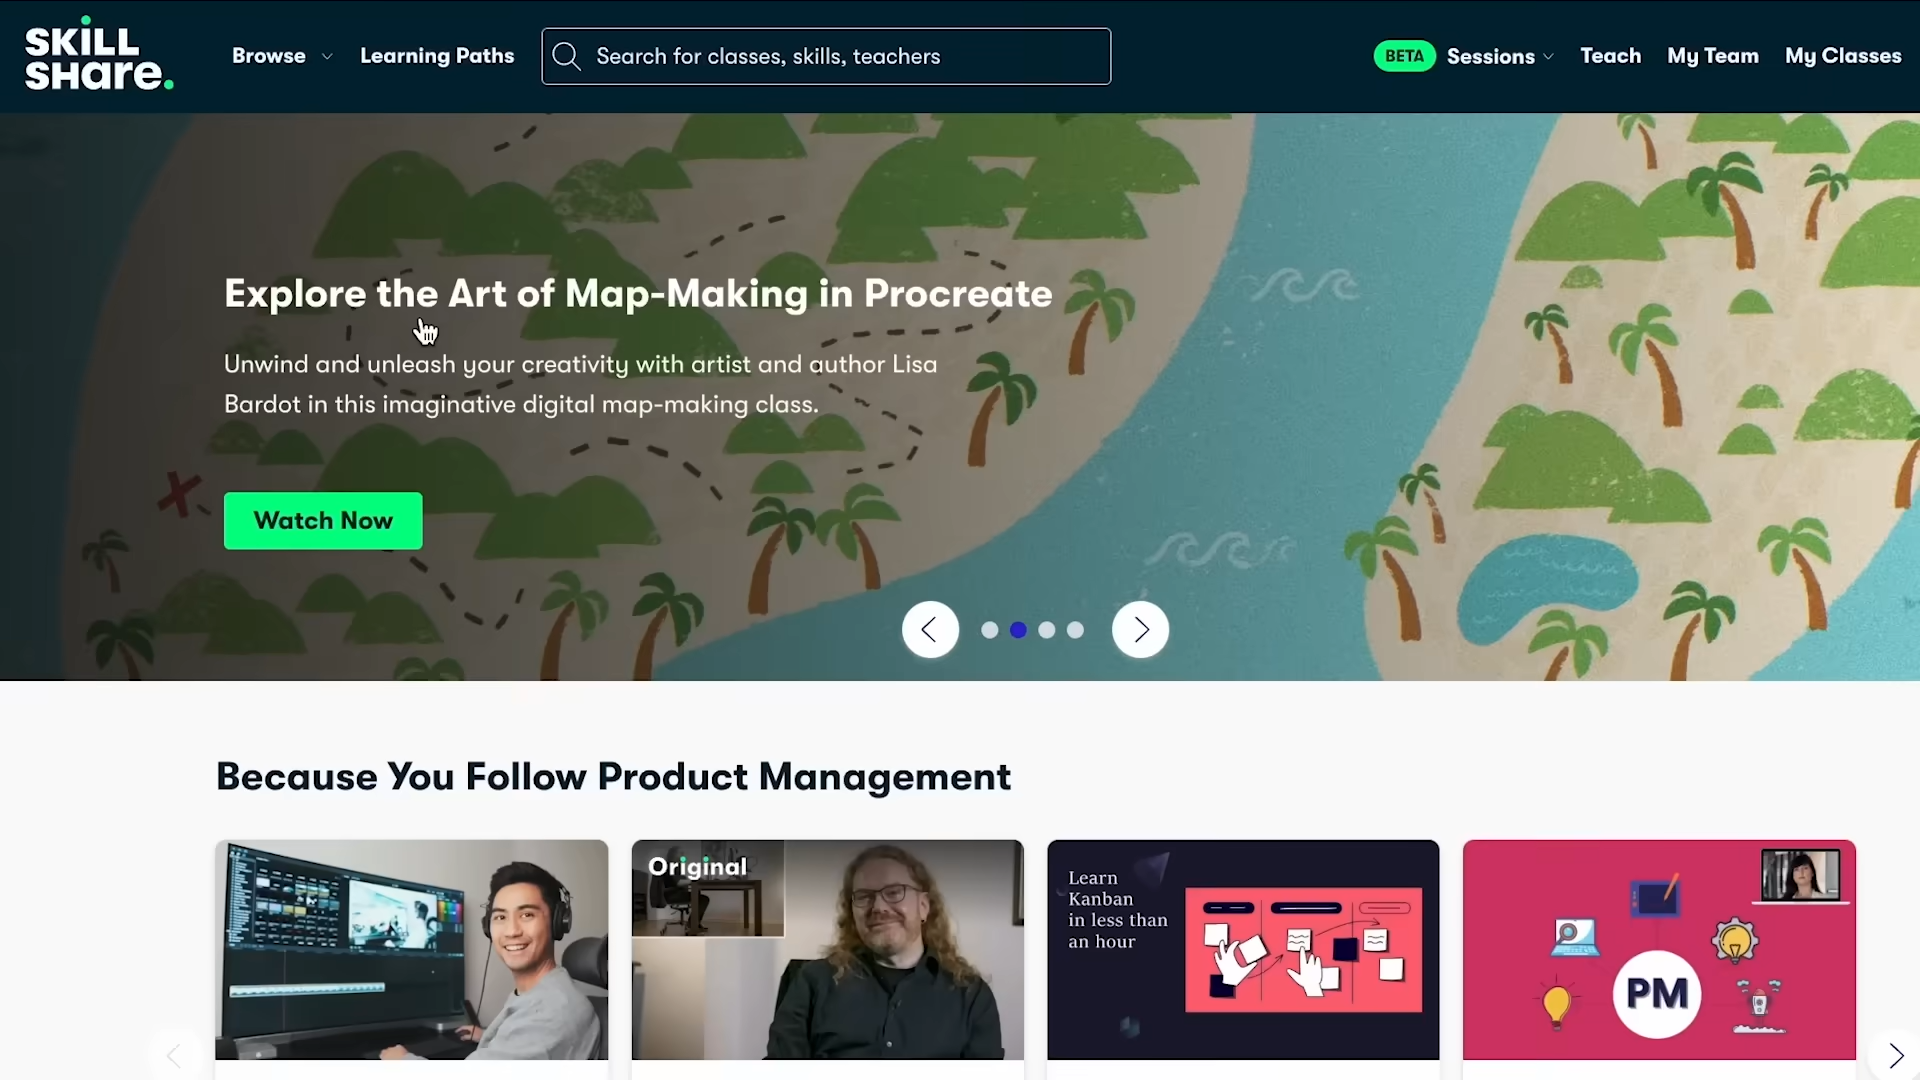 SKILL
SHare.
Browse
Learning Paths
Search for classes, skills, teachers
BETA
Sessions
Teach
My Team
My Classes
Explore the Art of Map-Making in Procreate
Unwind and unleash your creativity with artist and author Lisa
Bardot in this imaginative digital map-making class.
Watch Now
Because You Follow Product Management
Original
Learn
Kanban
in less than
an hour
PM